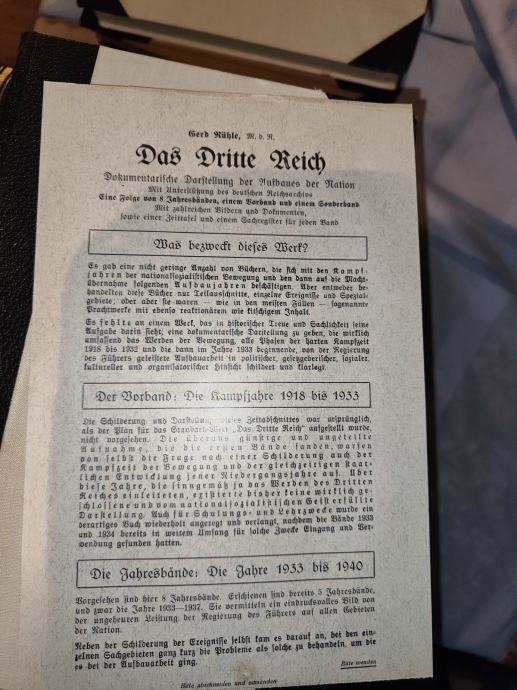 Gerd Rühle, M. d. R.
Das Dritte Reich
Dokumentarische Darstellung der Aufbaues der Nation
Mit Unterstützung des deutschen Reichsarchivs
Eine Folge von 8 Jahresbänden, einem Vorband und einem Sonderband
Mit zahlreichen Bildern und Dokumenten,
sowie einer Zeittafel und einem Sachregister für jeden Band
Was bezweckt dieses Werk?
Es gab eine nicht geringe Anzahl von Büchern, die sich mit den Kampf-
jahren der nationalsozialistischen Bewegung und den dann auf die Macht-
übernahme folgenden Aufbaujahren beschäftigen. Aber entweder be-
handelten diese Bücher nur Teilausschnitte, einzelne Ereignisse und Spezial-
gebiete; oder aber sie waren — wie in den meisten Fällen — sogenannte
Prachtwerke mit ebenso reaktionärem wie kitschigem Inhalt.
Es fehlte an einem Werk, das in historischer Treue und Sachlichkeit seine
Aufgabe darin sieht, eine dokumentarische Darstellung zu geben, die wirklich
umfassend das Werden der Bewegung, alle Phasen der harten Kampfzeit
1918 bis 1932 und die dann im Jahre 1933 beginnende, von der Regierung
des Führers geleistete Aufbauarbeit in politischer, gesetzgeberischer, sozialer,
kultureller und organisatorischer Hinsicht schildert und klarlegt.
Der Vorband: Die Kampfjahre 1918 bis 1933
Die Schilderung und Darstellung dieses Zeitabschnittes war ursprünglich,
als der Plan für das Standard-Werk „Das Dritte Reich" aufgestellt wurde,
nicht vorgesehen. Die überaus günstige und ungeteilte
Aufnahme, die die ersten Bände fanden, warfen
von selbst die Frage nach einer Schilderung auch der
Kampfzeit der Bewegung und der gleichzeitigen staat-
lichen Entwicklung jener Niedergangsjahre auf. Über
diese Jahre, die sinngemäß ja das Werden des Dritten
Reiches einleiteten, existierte bisher keine wirklich ge-
schlossene und vom nationalsozialistischen Geist erfüllte
Darstellung. Auch für Schulungs- und Lehrzwecke wurde ein
derartiges Buch wiederholt angeregt und verlangt, nachdem die Bände 1933
und 1934 bereits in weitem Umfang für solche Zwecke Eingang und Ver-
wendung gefunden hatten.
Die Jahresbände: Die Jahre 1933 bis 1940
Vorgesehen sind hier 8 Jahresbände. Erschienen sind bereits 5 Jahresbände,
und zwar die Jahre 1933—1937. Sie vermitteln ein eindrucksvolles Bild von
der ungeheuren Leistung der Regierung des Führers auf allen Gebieten
der Nation.
Neben der Schilderung der Ereignisse selbst kam es darauf an, bei den ein-
zelnen Sachgebieten ganz kurz die Probleme als solche zu behandeln, um die
es bei der Aufbauarbeit ging.
Bitte wenden
Bitte abschneiden und einsenden